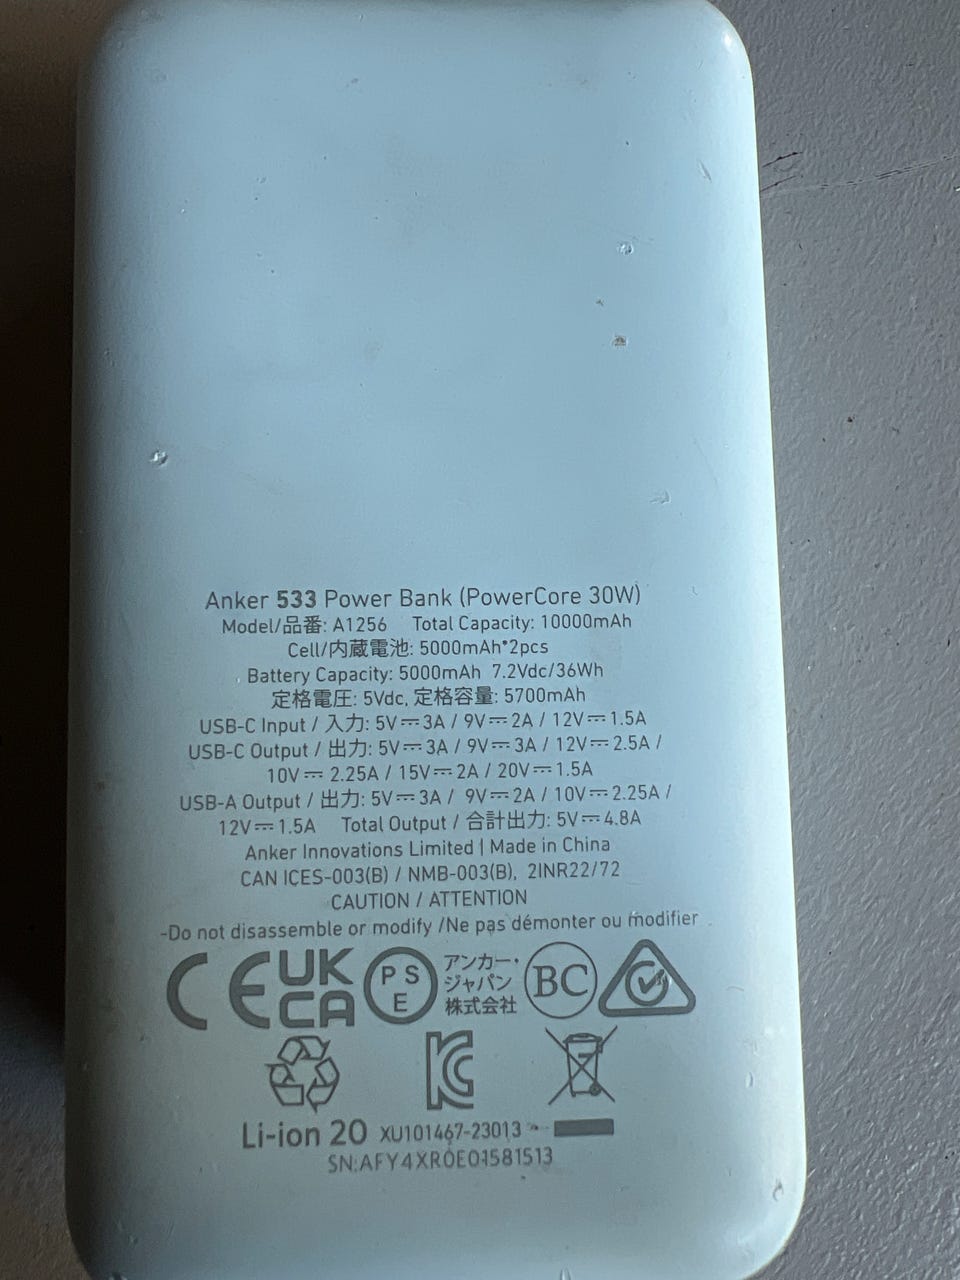 Anker 533 Power Bank (PowerCore 30W)
Model/品番: A1256 Total Capacity: 10000mAh
Cell/内蔵電池: 5000mAh*2pcs
Battery Capacity: 5000mAh 7.2Vdc/36Wh
定格電圧: 5Vdc, 定格容量: 5700mAh
USB-C Input / 入力: 5V⎓3A / 9V⎓2A / 12V⎓1.5A
USB-C Output / 出力: 5V⎓3A / 9V⎓3A / 12V⎓2.5A /
10V⎓ 2.25A / 15V⎓2A / 20V⎓1.5A
USB-A Output / 出力: 5V⎓3A / 9V⎓2A / 10V⎓2.25A /
12V⎓1.5A Total Output / 合計出力: 5V⎓4.8A
Anker Innovations Limited | Made in China
CAN ICES-003(B) / NMB-003(B), 2INR22/72
CAUTION / ATTENTION
-Do not disassemble or modify /Ne pas démonter ou modifier
CE UK CA PS E アンカー・ジャパン株式会社 BC
KC
Li-ion 20 XU101467-23013
SN:AFY4XR0E01581513